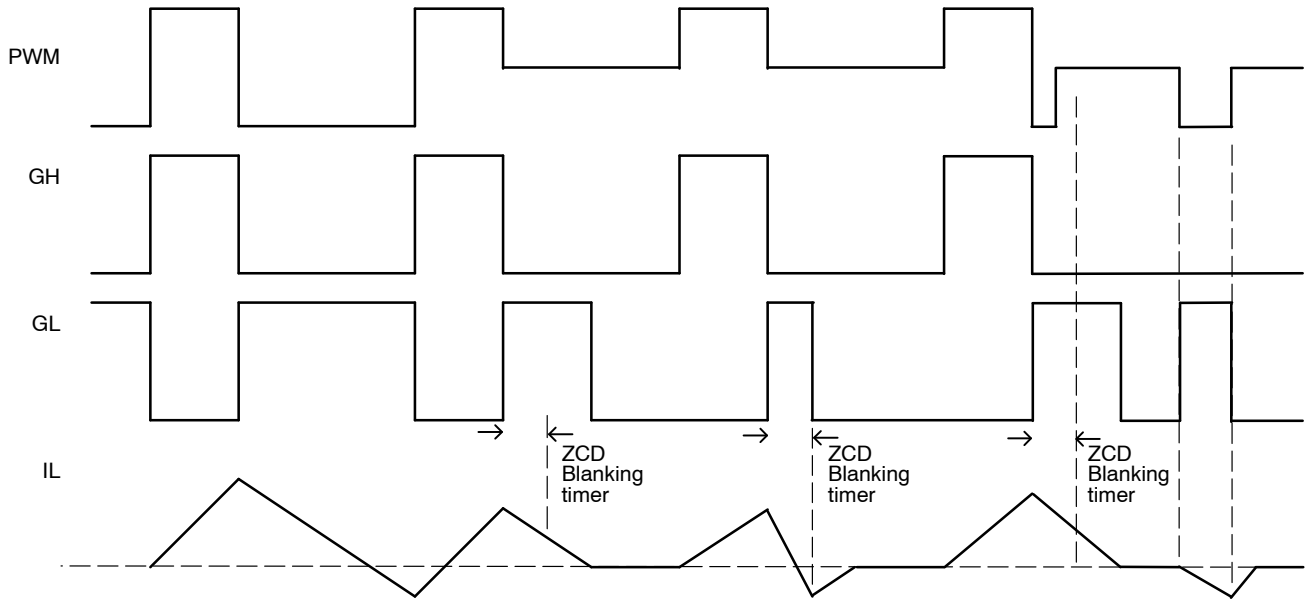 PWM
GH
GL
ZCD
Blanking
timer
ZCD
Blanking
timer
ZCD
Blanking
timer
IL